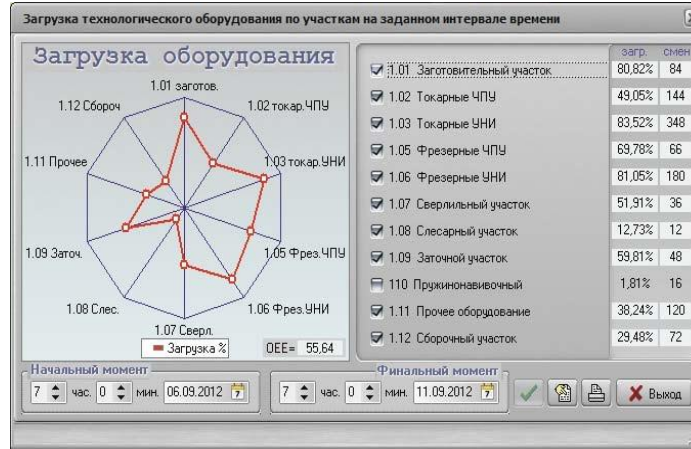 Загрузка технологического оборудования по участкам на заданном интервале времени
Загрузка оборудования
1.01 заготов.
1.02 токар.ЧПУ
1.03 токар.УНИ
1.05 Фрез.ЧПУ
1.06 Фрез.УНИ
1.07 Сверл.
1.08 Слес.
1.09 Заточ.
1.11 Прочее
1.12 Сбороч
Загрузка %
OEE= 55,64
загр. смен
1.01 Заготовительный участок 80,82% 84
1.02 Токарные ЧПУ 49,05% 144
1.03 Токарные УНИ 83,52% 348
1.05 Фрезерные ЧПУ 69,78% 66
1.06 Фрезерные УНИ 81,05% 180
1.07 Сверлильный участок 51,91% 36
1.08 Слесарный участок 12,73% 12
1.09 Заточной участок 59,81% 48
110 Пружинонавивочный 1,81% 16
1.11 Прочее оборудование 38,24% 120
1.12 Сборочный участок 29,48% 72
Начальный момент
7 час. 0 мин. 06.09.2012 7
Финальный момент
7 час. 0 мин. 11.09.2012 7
Выход